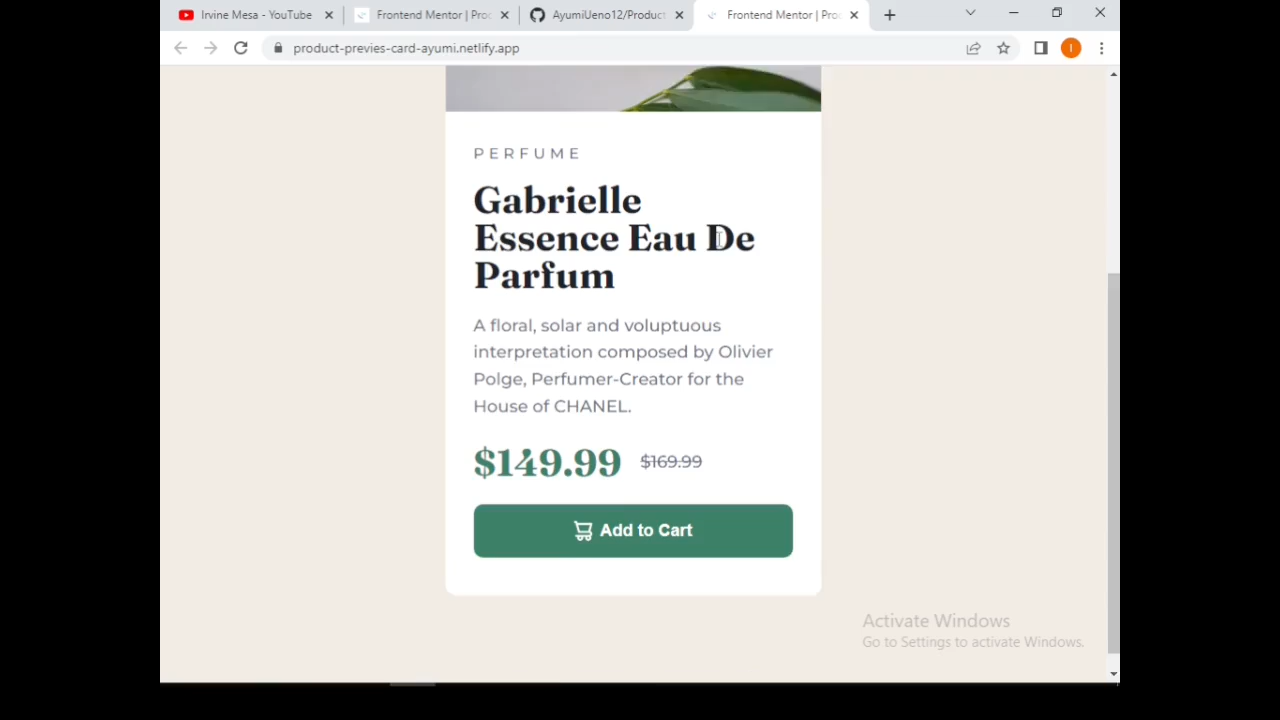 Irvine Mesa - YouTube
Frontend Mentor | Proc
AyumiUeno12/Product
Frontend Mentor | Proc
product-previes-card-ayumi.netlify.app
I
PERFUME
Gabrielle
Essence Eau De
Parfum
A floral, solar and voluptuous
interpretation composed by Olivier
Polge, Perfumer-Creator for the
House of CHANEL.
$149.99 $169.99
Add to Cart
Activate Windows
Go to Settings to activate Windows.